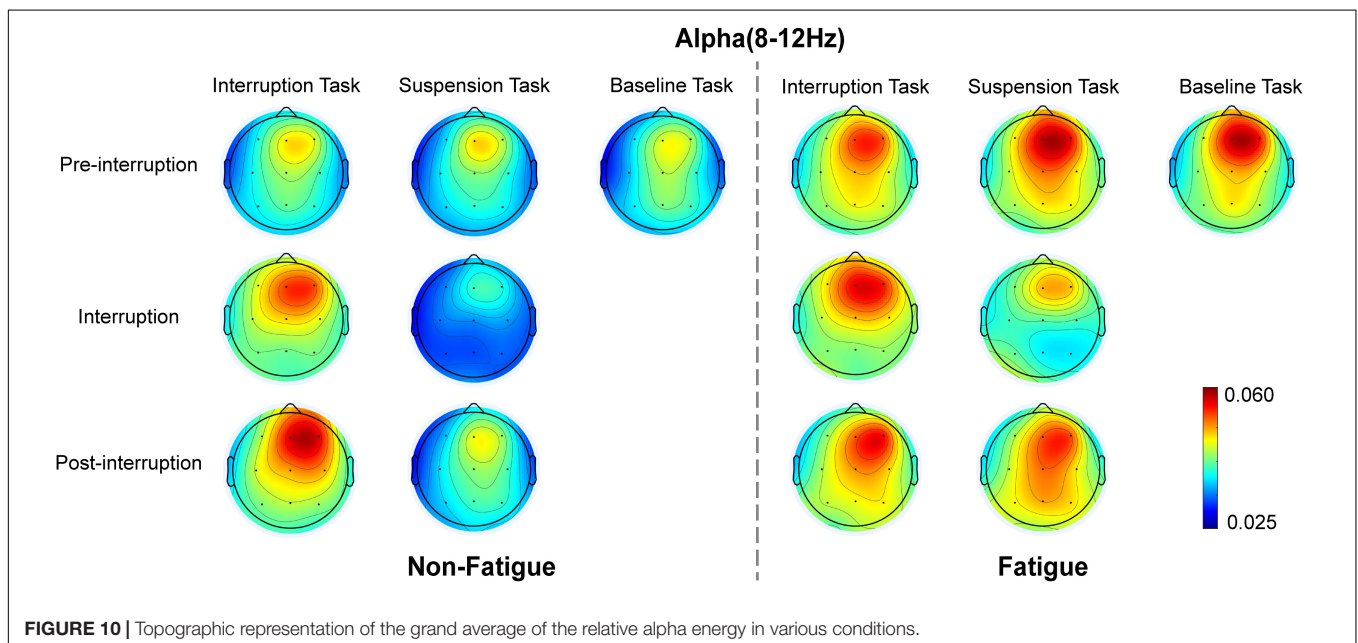 Alpha(8-12Hz)
Interruption Task Suspension Task Baseline Task Interruption Task Suspension Task Baseline Task
Pre-interruption
Interruption
Post-interruption
0.060
0.025
Non-Fatigue Fatigue
FIGURE 10 | Topographic representation of the grand average of the relative alpha energy in various conditions.